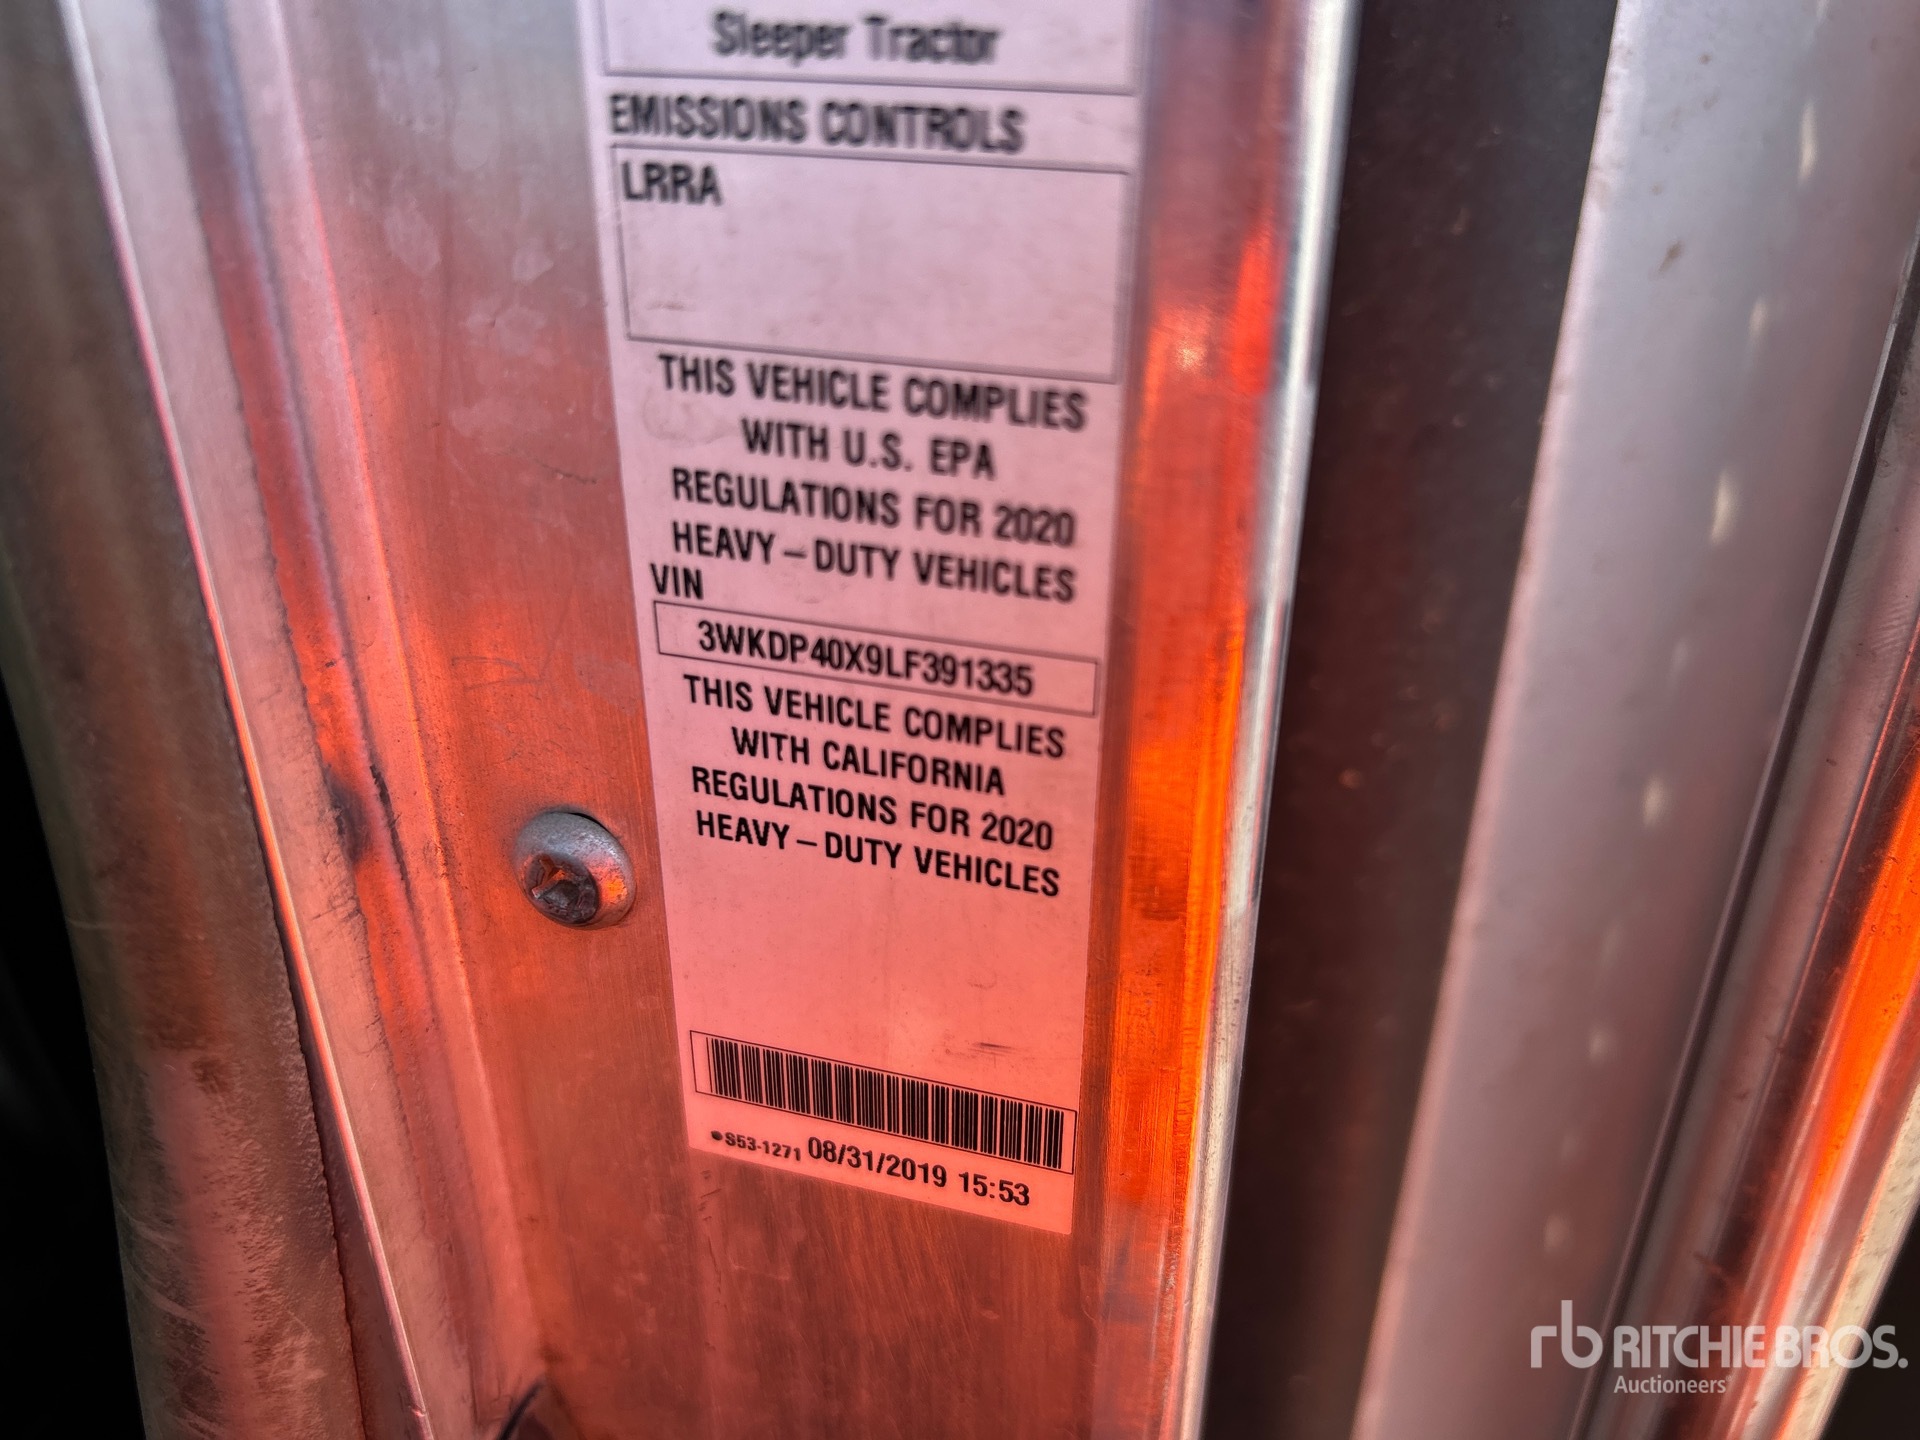 Sleeper Tractor
EMISSIONS CONTROLS
LRRA
THIS VEHICLE COMPLIES
WITH U.S. EPA
REGULATIONS FOR 2020
HEAVY – DUTY VEHICLES
VIN
3WKDP40X9LF391335
THIS VEHICLE COMPLIES
WITH CALIFORNIA
REGULATIONS FOR 2020
HEAVY – DUTY VEHICLES
•S53-1271 08/31/2019 15:53
rb RITCHIE BROS.
Auctioneers